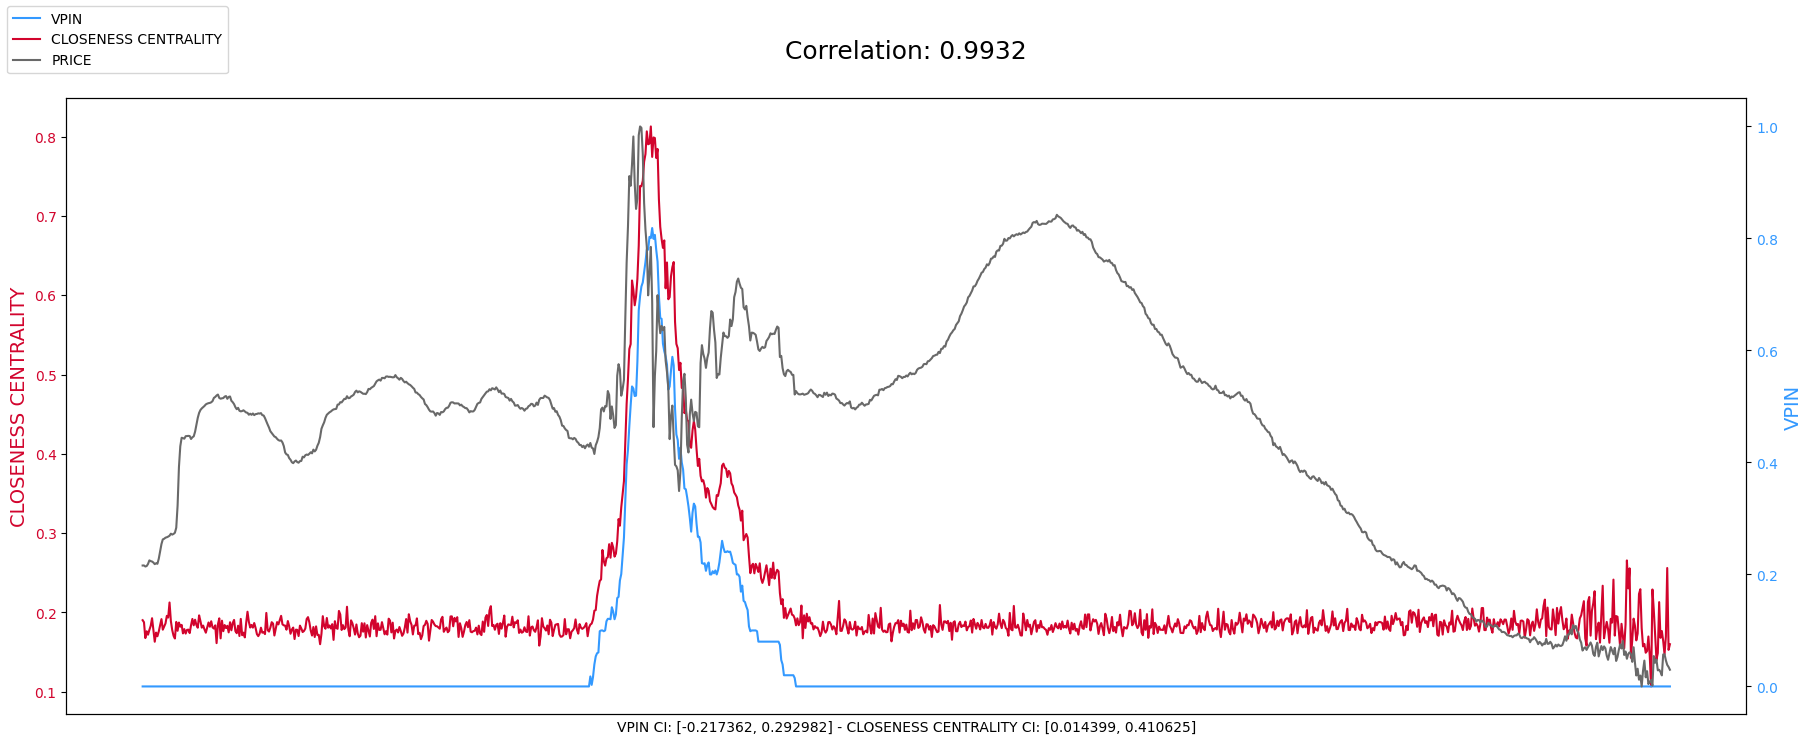 VPIN
CLOSENESS CENTRALITY
PRICE
Correlation: 0.9932
CLOSENESS CENTRALITY
0.8
0.7
0.6
0.5
0.4
0.3
0.2
0.1
1.0
0.8
0.6
0.4
0.2
0.0
VPIN
VPIN CI: [-0.217362, 0.292982] - CLOSENESS CENTRALITY CI: [0.014399, 0.410625]